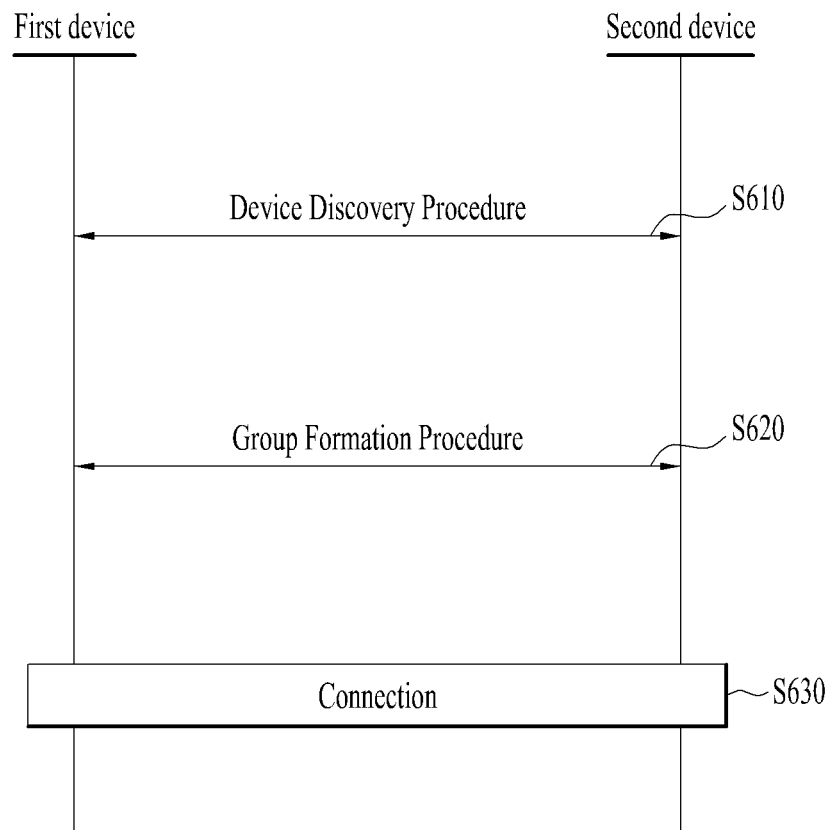 First device
Second device
Device Discovery Procedure
S610
Group Formation Procedure
S620
Connection
S630